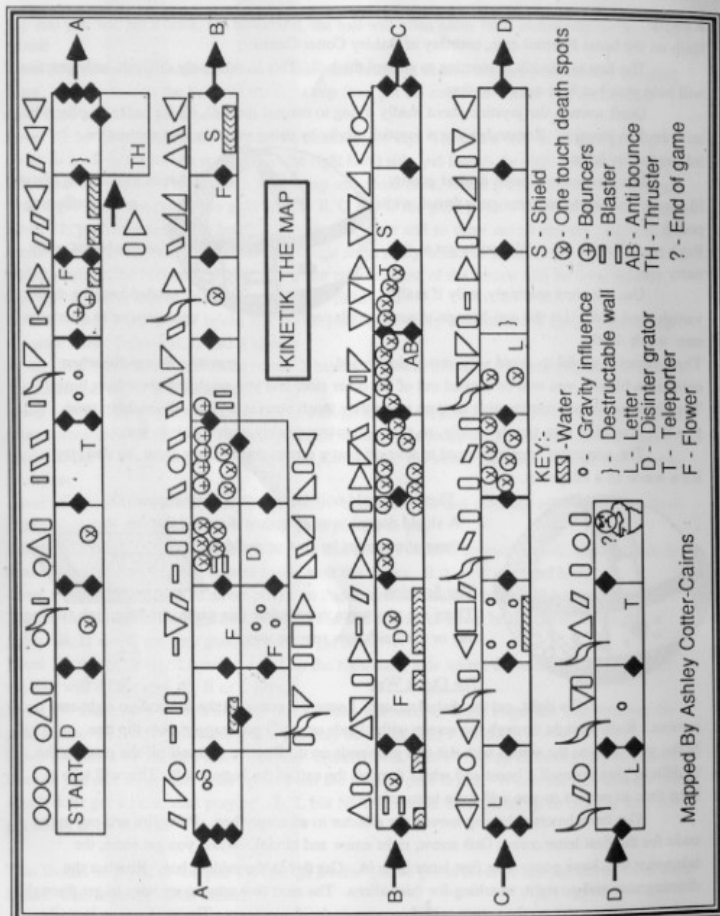 START D T F } A
TH
A S F F S B
F D
KINETIK THE MAP
B F D T S C
AB
C L L } D
D L T ?
KEY:-
- Water
S Shield
Gravity influence
One touch death spots
} - Destructable wall
- Bouncers
L - Letter
- Blaster
D - Disinter grator
AB - Anti bounce
T - Teleporter
TH - Thruster
F - Flower
? - End of game
Mapped by Ashley Cotter-Cairns